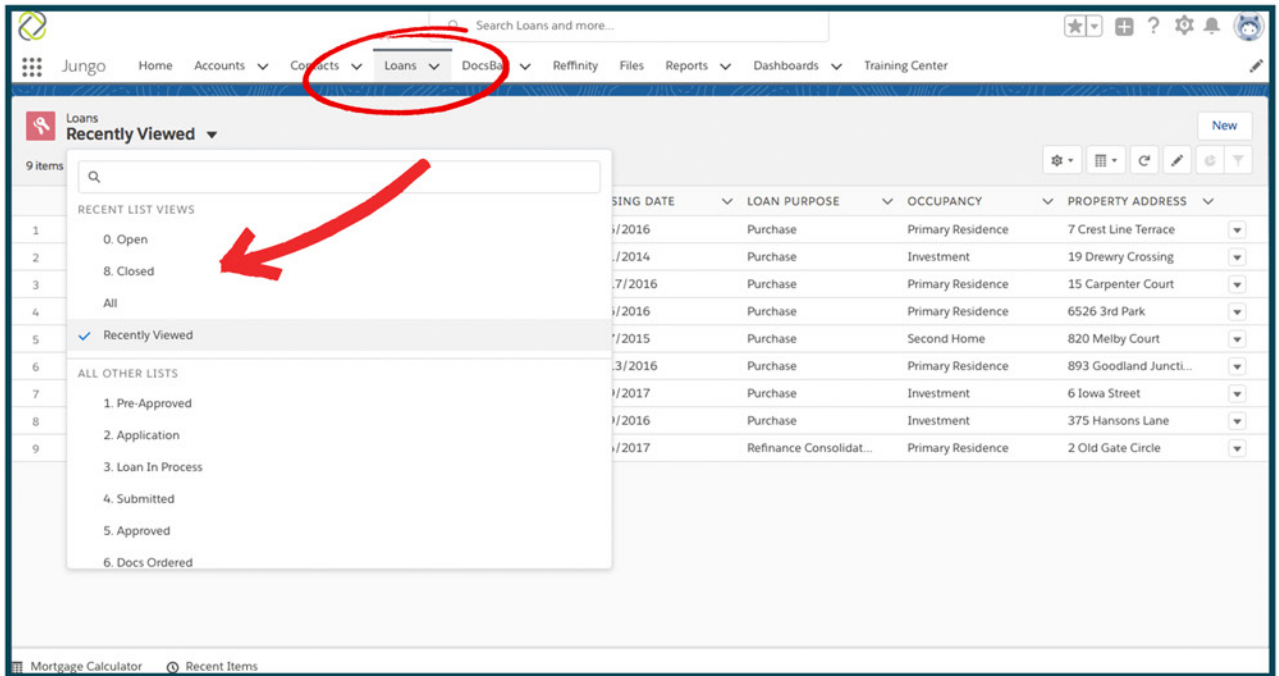 Search Loans and more...
Jungo Home Accounts Contacts Loans DocsBar Reffinity Files Reports Dashboards Training Center
Loans
Recently Viewed
New
9 items
RECENT LIST VIEWS
0. Open
8. Closed
All
Recently Viewed
ALL OTHER LISTS
1. Pre-Approved
2. Application
3. Loan In Process
4. Submitted
5. Approved
6. Docs Ordered
SING DATE LOAN PURPOSE OCCUPANCY PROPERTY ADDRESS
1 /2016 Purchase Primary Residence 7 Crest Line Terrace
2 /2014 Purchase Investment 19 Drewry Crossing
3 7/2016 Purchase Primary Residence 15 Carpenter Court
4 /2016 Purchase Primary Residence 6526 3rd Park
5 /2015 Purchase Second Home 820 Melby Court
6 3/2016 Purchase Primary Residence 893 Goodland Juncti...
7 /2017 Purchase Investment 6 Iowa Street
8 /2016 Purchase Investment 375 Hansons Lane
9 /2017 Refinance Consolidat... Primary Residence 2 Old Gate Circle
Mortgage Calculator Recent Items